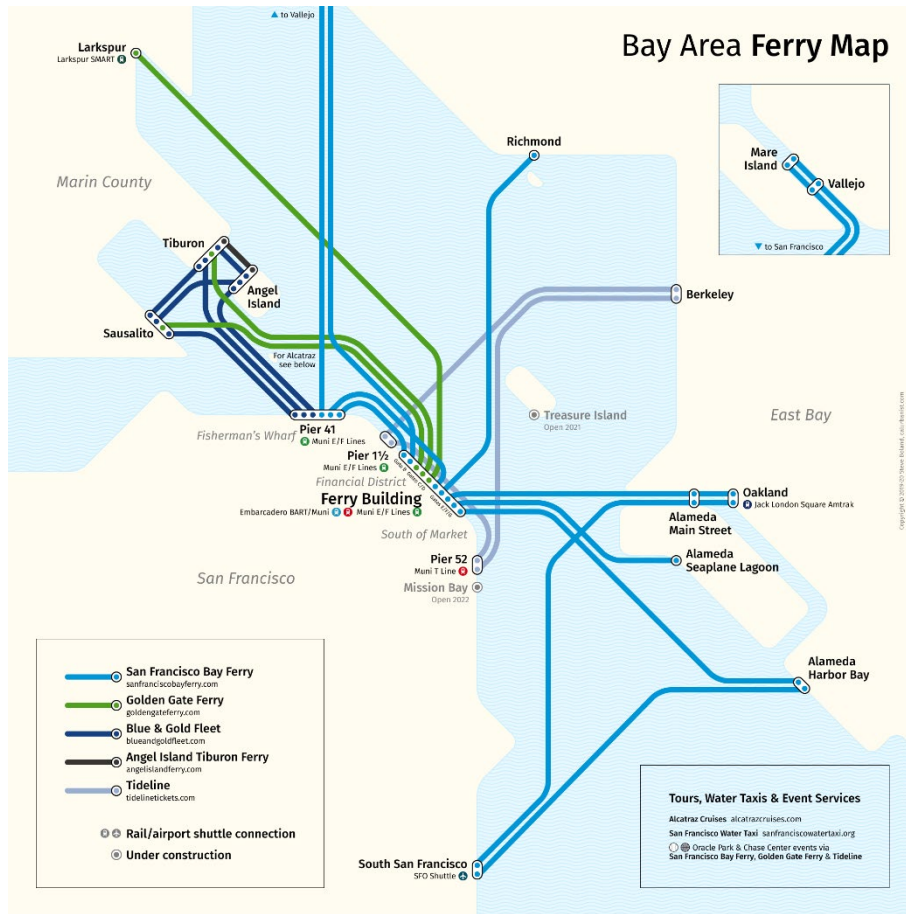 Bay Area Ferry Map
to Vallejo
Larkspur
Larkspur SMART
Richmond
Mare
Island
Vallejo
to San Francisco
Marin County
Tiburon
Angel
Island
Sausalito
Berkeley
For Alcatraz
see below
Treasure Island
Open 2021
East Bay
Pier 41
Muni E/F Lines
Fisherman's Wharf
Pier 1½
Muni E/F Lines
Financial District
Ferry Building
Embarcadero BART/Muni Muni E/F Lines
South of Market
Oakland
Jack London Square Amtrak
Alameda
Main Street
Alameda
Seaplane Lagoon
Pier 52
Muni T Line
Mission Bay
Open 2022
San Francisco
Alameda
Harbor Bay
South San Francisco
SFO Shuttle
San Francisco Bay Ferry
sanfranciscobayferry.com
Golden Gate Ferry
goldengateferry.com
Blue & Gold Fleet
blueandgoldfleet.com
Angel Island Tiburon Ferry
angelislandferry.com
Tideline
tidelinetickets.com
Rail/airport shuttle connection
Under construction
Tours, Water Taxis & Event Services
Alcatraz Cruises alcatrazcruises.com
San Francisco Water Taxi sanfranciscowatertaxi.org
Oracle Park & Chase Center events via
San Francisco Bay Ferry, Golden Gate Ferry & Tideline